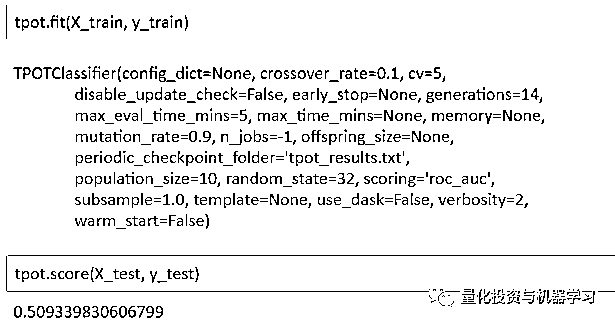 tpot.fit(X_train, y_train)
TPOTClassifier(config_dict=None, crossover_rate=0.1, cv=5,
disable_update_check=False, early_stop=None, generations=14,
max_eval_time_mins=5, max_time_mins=None, memory=None,
mutation_rate=0.9, n_jobs=-1, offspring_size=None,
periodic_checkpoint_folder='tpot_results.txt',
population_size=10, random_state=32, scoring='roc_auc',
subsample=1.0, template=None, use_dask=False, verbosity=2,
warm_start=False)
tpot.score(X_test, y_test)
量化投资与机器学习
0.509339830606799